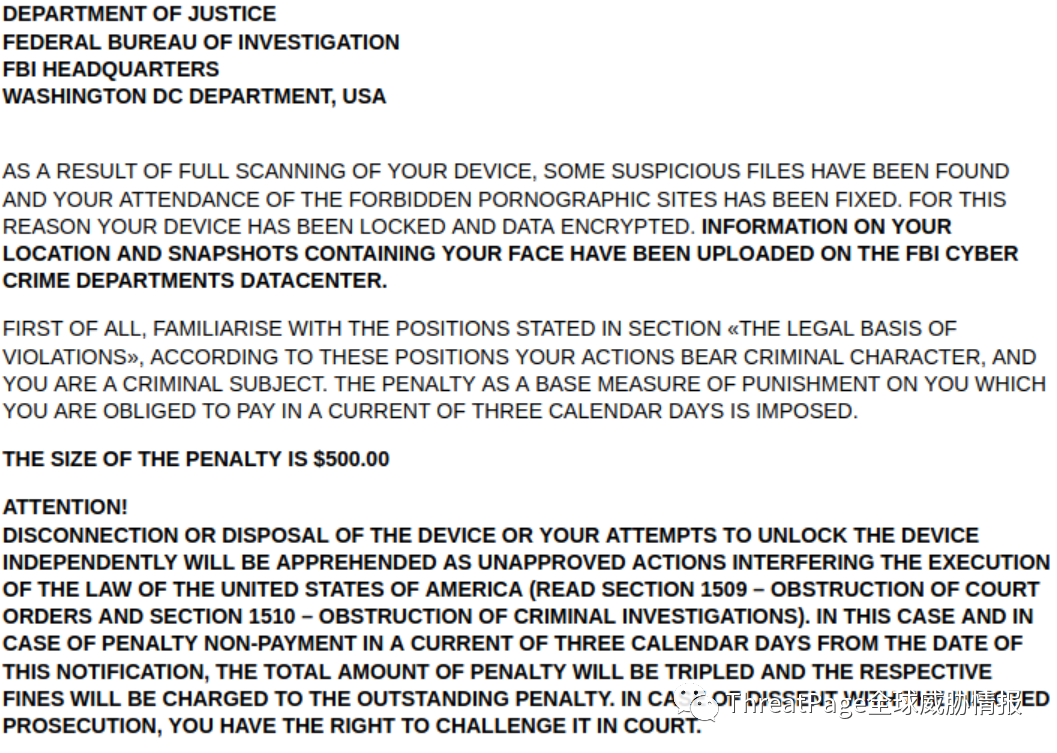 DEPARTMENT OF JUSTICE
FEDERAL BUREAU OF INVESTIGATION
FBI HEADQUARTERS
WASHINGTON DC DEPARTMENT, USA
AS A RESULT OF FULL SCANNING OF YOUR DEVICE, SOME SUSPICIOUS FILES HAVE BEEN FOUND
AND YOUR ATTENDANCE OF THE FORBIDDEN PORNOGRAPHIC SITES HAS BEEN FIXED. FOR THIS
REASON YOUR DEVICE HAS BEEN LOCKED AND DATA ENCRYPTED. INFORMATION ON YOUR
LOCATION AND SNAPSHOTS CONTAINING YOUR FACE HAVE BEEN UPLOADED ON THE FBI CYBER
CRIME DEPARTMENTS DATACENTER.
FIRST OF ALL, FAMILIARISE WITH THE POSITIONS STATED IN SECTION «THE LEGAL BASIS OF
VIOLATIONS», ACCORDING TO THESE POSITIONS YOUR ACTIONS BEAR CRIMINAL CHARACTER, AND
YOU ARE A CRIMINAL SUBJECT. THE PENALTY AS A BASE MEASURE OF PUNISHMENT ON YOU WHICH
YOU ARE OBLIGED TO PAY IN A CURRENT OF THREE CALENDAR DAYS IS IMPOSED.
THE SIZE OF THE PENALTY IS $500.00
ATTENTION!
DISCONNECTION OR DISPOSAL OF THE DEVICE OR YOUR ATTEMPTS TO UNLOCK THE DEVICE
INDEPENDENTLY WILL BE APPREHENDED AS UNAPPROVED ACTIONS INTERFERING THE EXECUTION
OF THE LAW OF THE UNITED STATES OF AMERICA (READ SECTION 1509 – OBSTRUCTION OF COURT
ORDERS AND SECTION 1510 – OBSTRUCTION OF CRIMINAL INVESTIGATIONS). IN THIS CASE AND IN
CASE OF PENALTY NON-PAYMENT IN A CURRENT OF THREE CALENDAR DAYS FROM THE DATE OF
THIS NOTIFICATION, THE TOTAL AMOUNT OF PENALTY WILL BE TRIPLED AND THE RESPECTIVE
FINES WILL BE CHARGED TO THE OUTSTANDING PENALTY. IN CASE OF DISSENT WITH
PROSECUTION, YOU HAVE THE RIGHT TO CHALLENGE IT IN COURT.
ThreatPage全球威胁情报